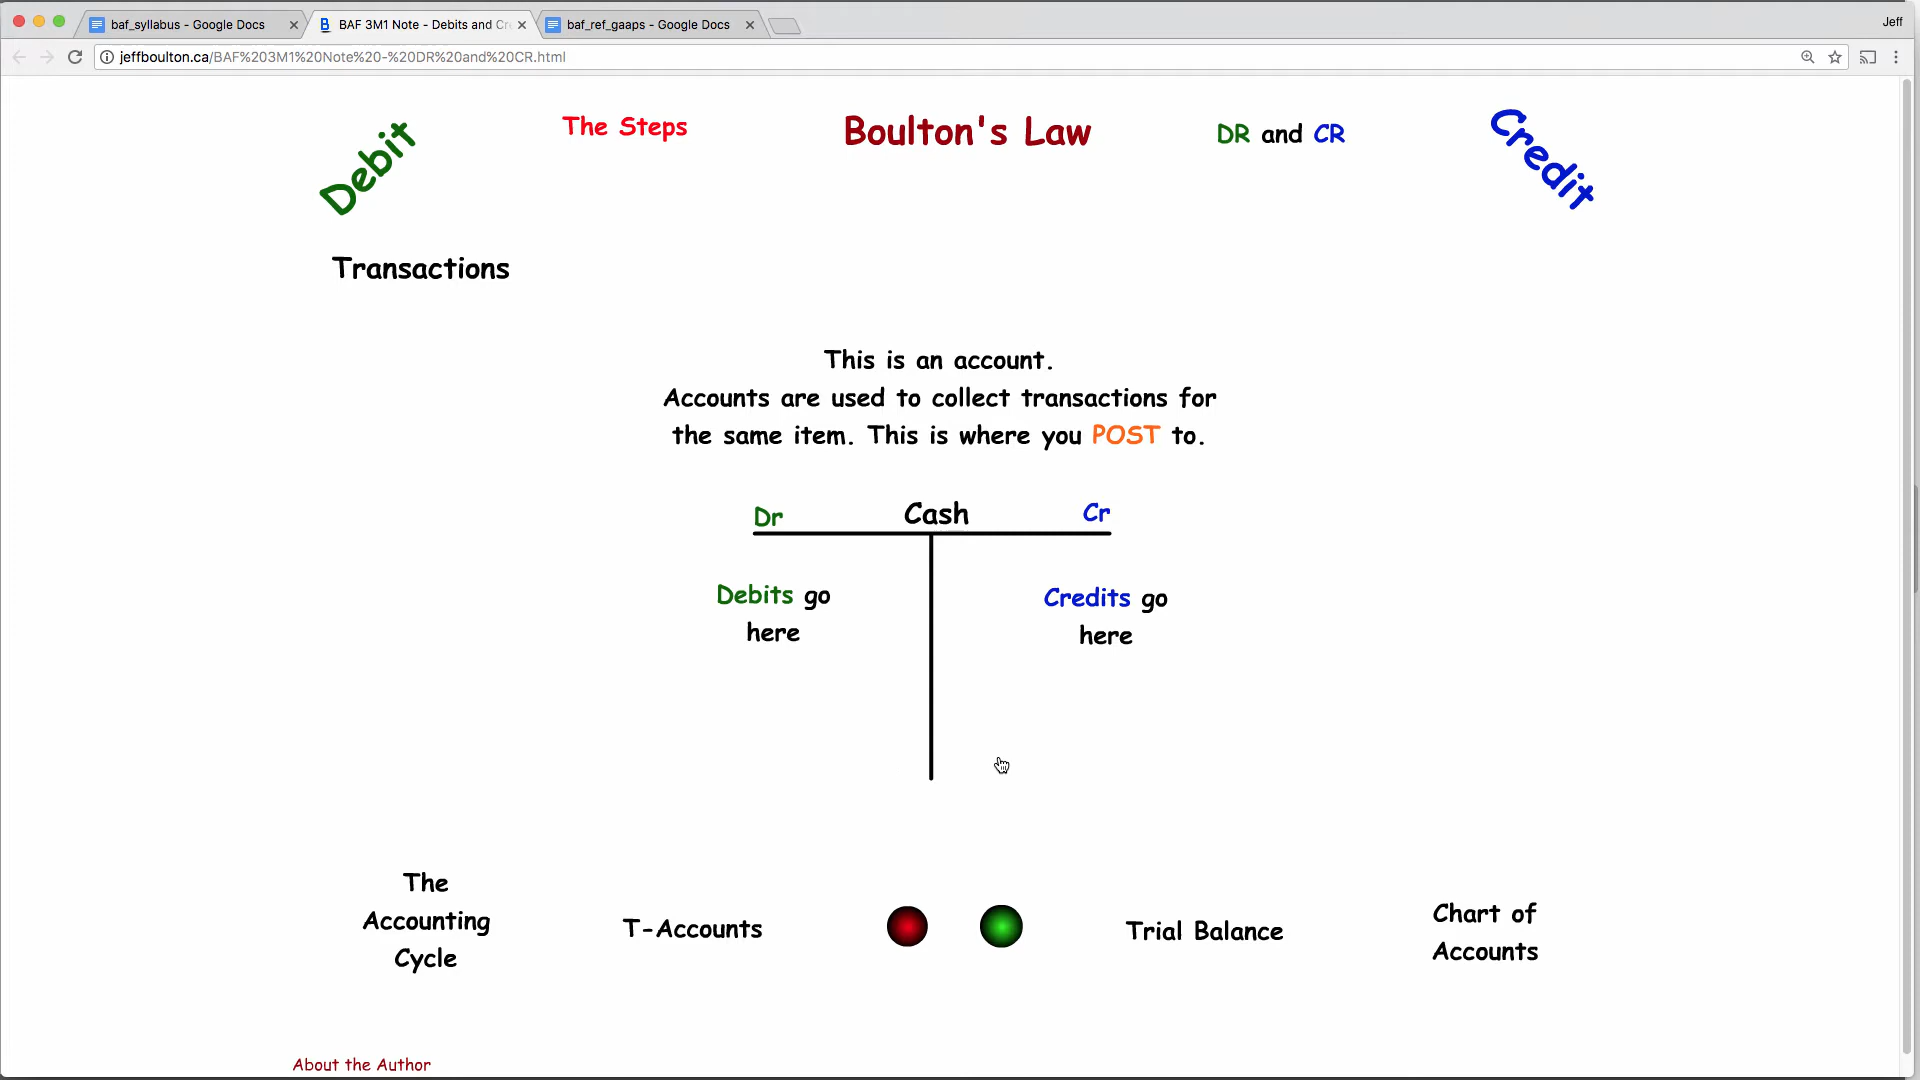 baf_syllabus - Google Docs
BAF 3M1 Note - Debits and Cr
baf_ref_gaaps - Google Docs
Jeff
jeffboulton.ca/BAF%203M1%20Note%20-%20DR%20and%20CR.html
Debit
The Steps
Boulton's Law
DR and CR
Credit
Transactions
This is an account.
Accounts are used to collect transactions for
the same item. This is where you POST to.
Dr
Cash
Cr
Debits go
here
Credits go
here
The
Accounting
Cycle
T-Accounts
Trial Balance
Chart of
Accounts
About the Author